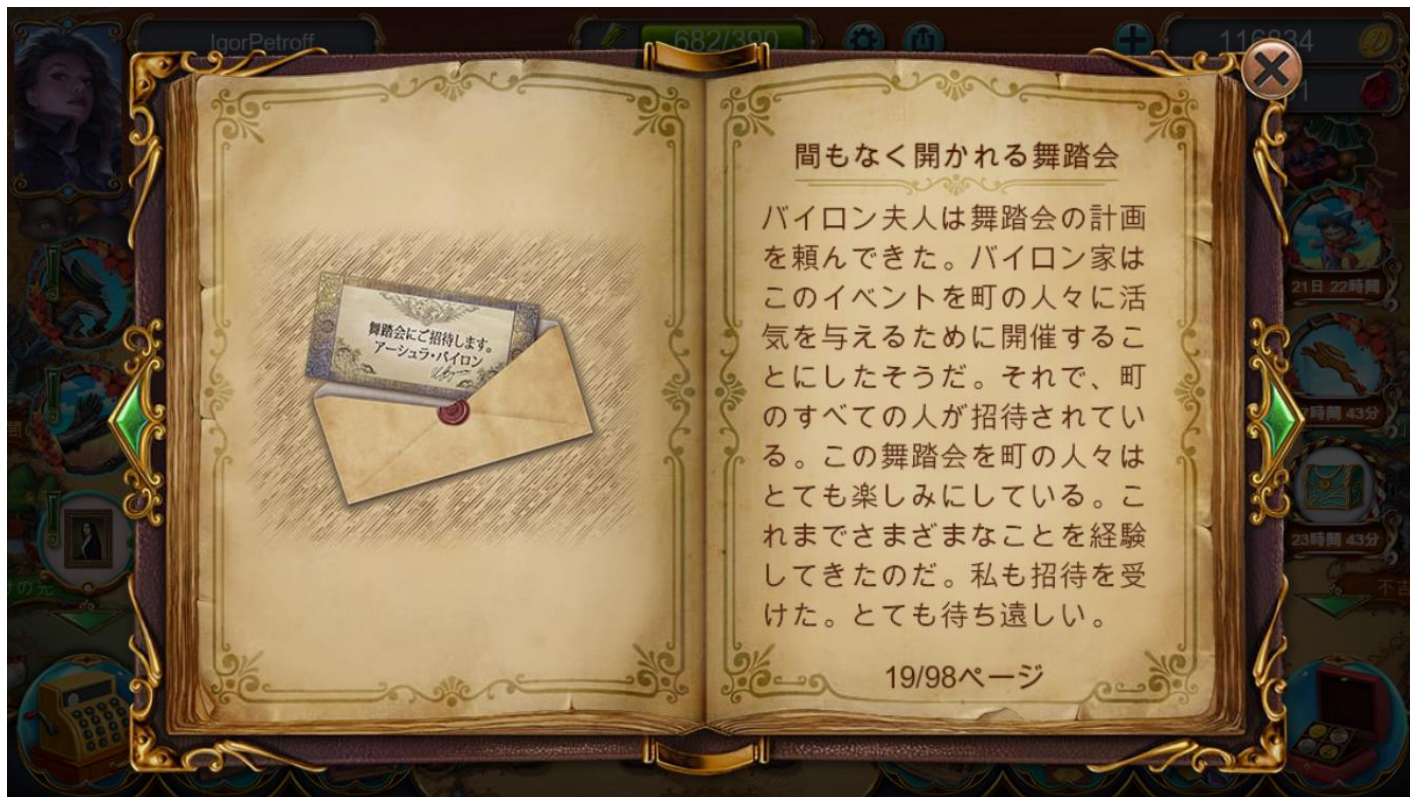 IgorPetroff
682/390
116834
舞踏会にご招待します。
アーシュラ・バイロン
間もなく開かれる舞踏会
バイロン夫人は舞踏会の計画
を頼んできた。バイロン家は
このイベントを町の人々に活
気を与えるために開催するこ
とにしたそうだ。それで、町
のすべての人が招待されてい
る。この舞踏会を町の人々は
とても楽しみにしている。こ
れまでさまざまなことを経験
してきたのだ。私も招待を受
けた。とても待ち遠しい。
19/98ページ
21日 22時間
時間 43分
23時間 43分